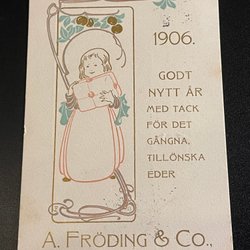 1906.
GODT
NYTT ÅR
MED TACK
FÖR DET
GÅNGNA,
TILLÖNSKA
EDER
A. FRÖDING & CO.,